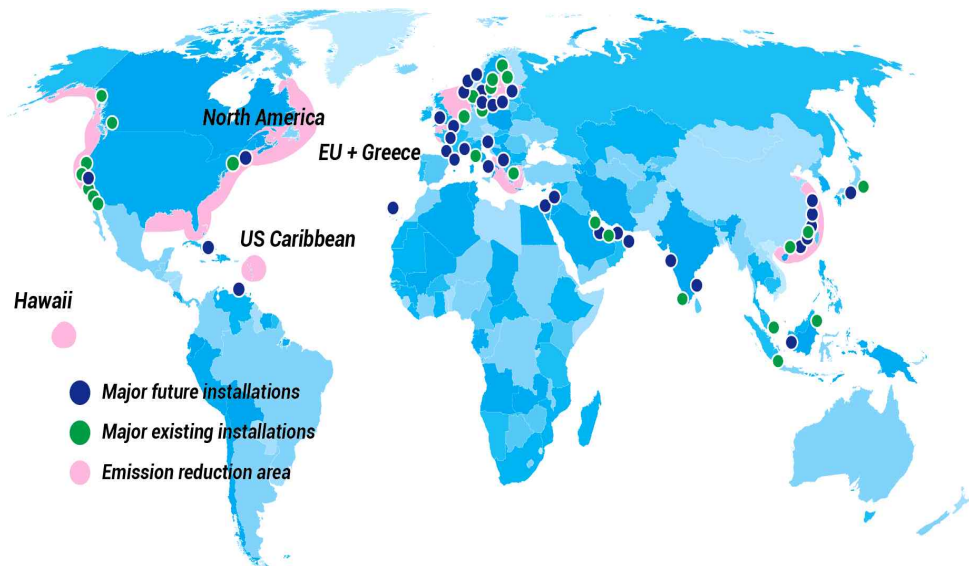 North America
EU + Greece
US Caribbean
Hawaii
Major future installations
Major existing installations
Emission reduction area